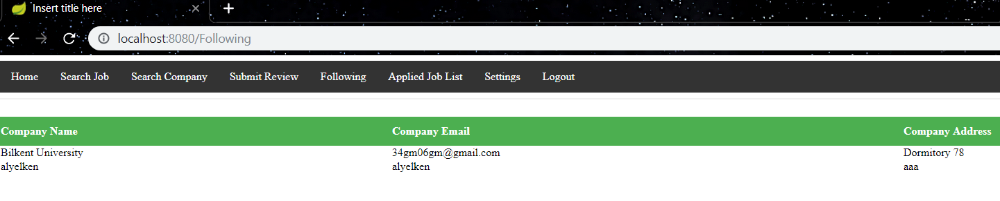 Insert title here
localhost:8080/Following
Home Search Job Search Company Submit Review Following Applied Job List Settings Logout
Company Name Company Email Company Address
Bilkent University 34gm06gm@gmail.com Dormitory 78
alyelken alyelken aaa